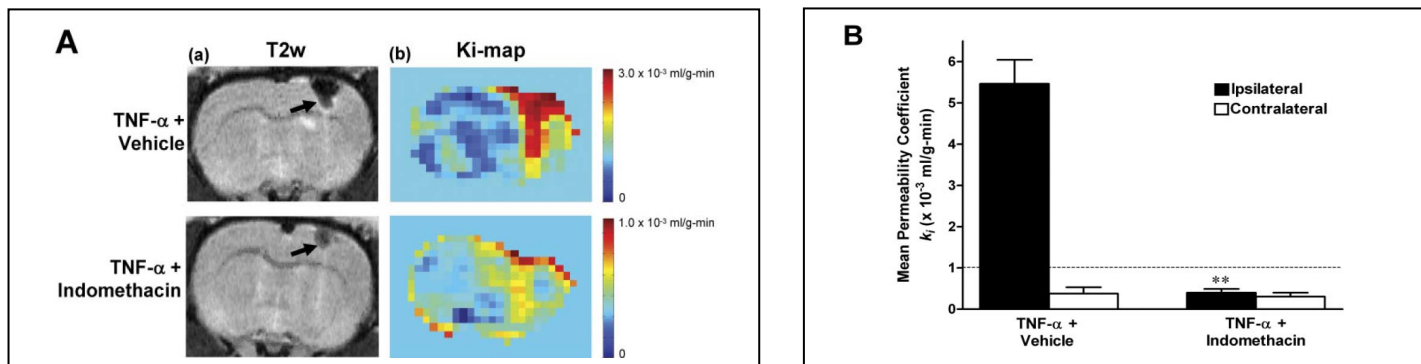 A
(a) T2w (b) Ki-map
TNF-α +
Vehicle
3.0 x 10⁻³ ml/g-min
0
TNF-α +
Indomethacin
1.0 x 10⁻³ ml/g-min
0
B
Mean Permeability Coefficient
kᵢ (x 10⁻³ ml/g-min)
6
5
4
3
2
1
0
Ipsilateral
Contralateral
**
TNF-α +
Vehicle
TNF-α +
Indomethacin